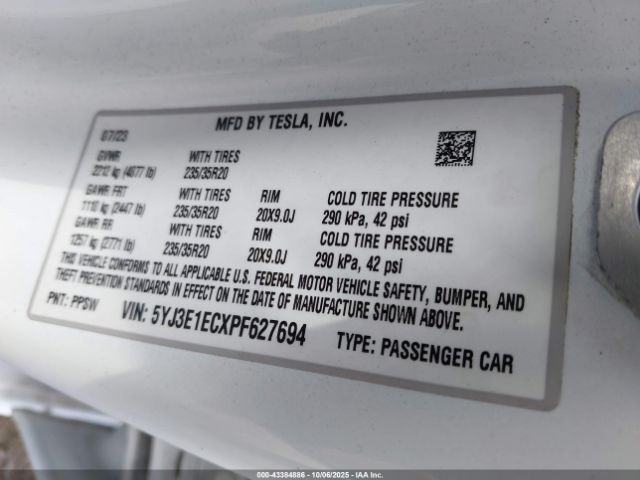 MFD BY TESLA, INC.
07/23
GVWR WITH TIRES
2212 kg (4877 lb) 235/35R20
GAWR FRT WITH TIRES RIM COLD TIRE PRESSURE
1110 kg (2447 lb) 235/35R20 20X9.0J 290 kPa, 42 psi
GAWR RR WITH TIRES RIM COLD TIRE PRESSURE
1257 kg (2771 lb) 235/35R20 20X9.0J 290 kPa, 42 psi
THIS VEHICLE CONFORMS TO ALL APPLICABLE U.S. FEDERAL MOTOR VEHICLE SAFETY, BUMPER, AND
THEFT PREVENTION STANDARDS IN EFFECT ON THE DATE OF MANUFACTURE SHOWN ABOVE.
PNT: PPSW VIN: 5YJ3E1ECXPF627694 TYPE: PASSENGER CAR
000-43384886 - 10/06/2025 - IAA Inc.